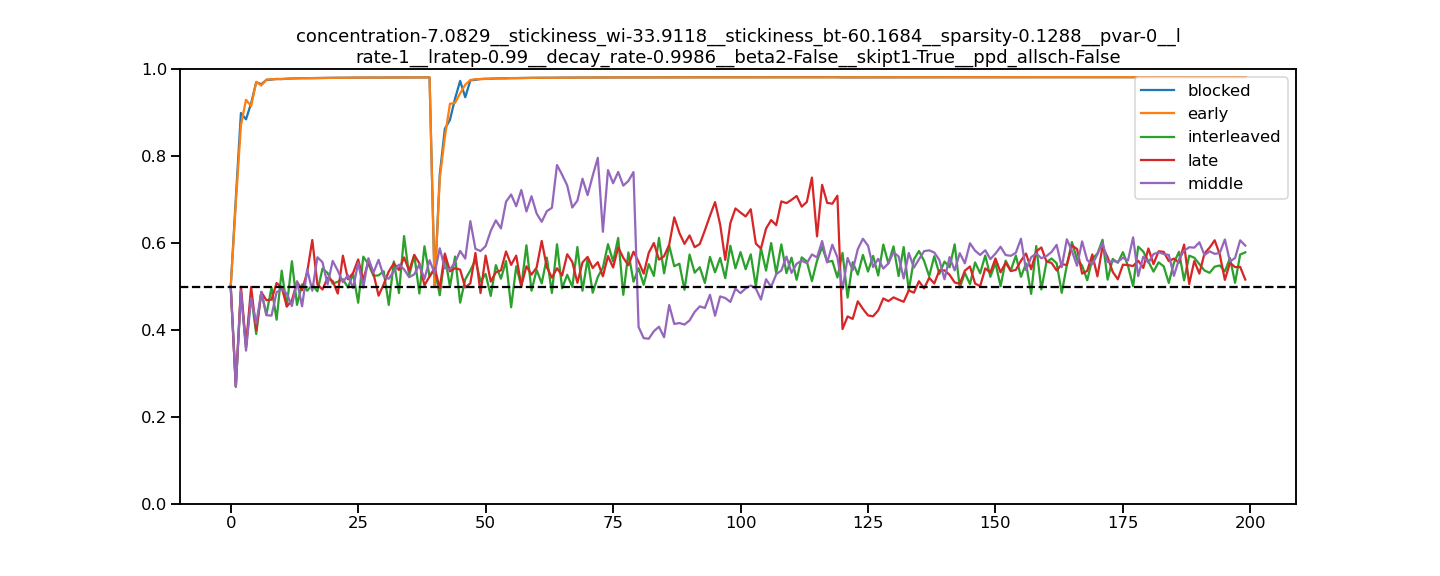 concentration-7.0829__stickiness_wi-33.9118__stickiness_bt-60.1684__sparsity-0.1288__pvar-0__l
rate-1__lratep-0.99__decay_rate-0.9986__beta2-False__skipt1-True__ppd_allsch-False
1.0
0.8
0.6
0.4
0.2
0.0
blocked
early
interleaved
late
middle
0 25 50 75 100 125 150 175 200